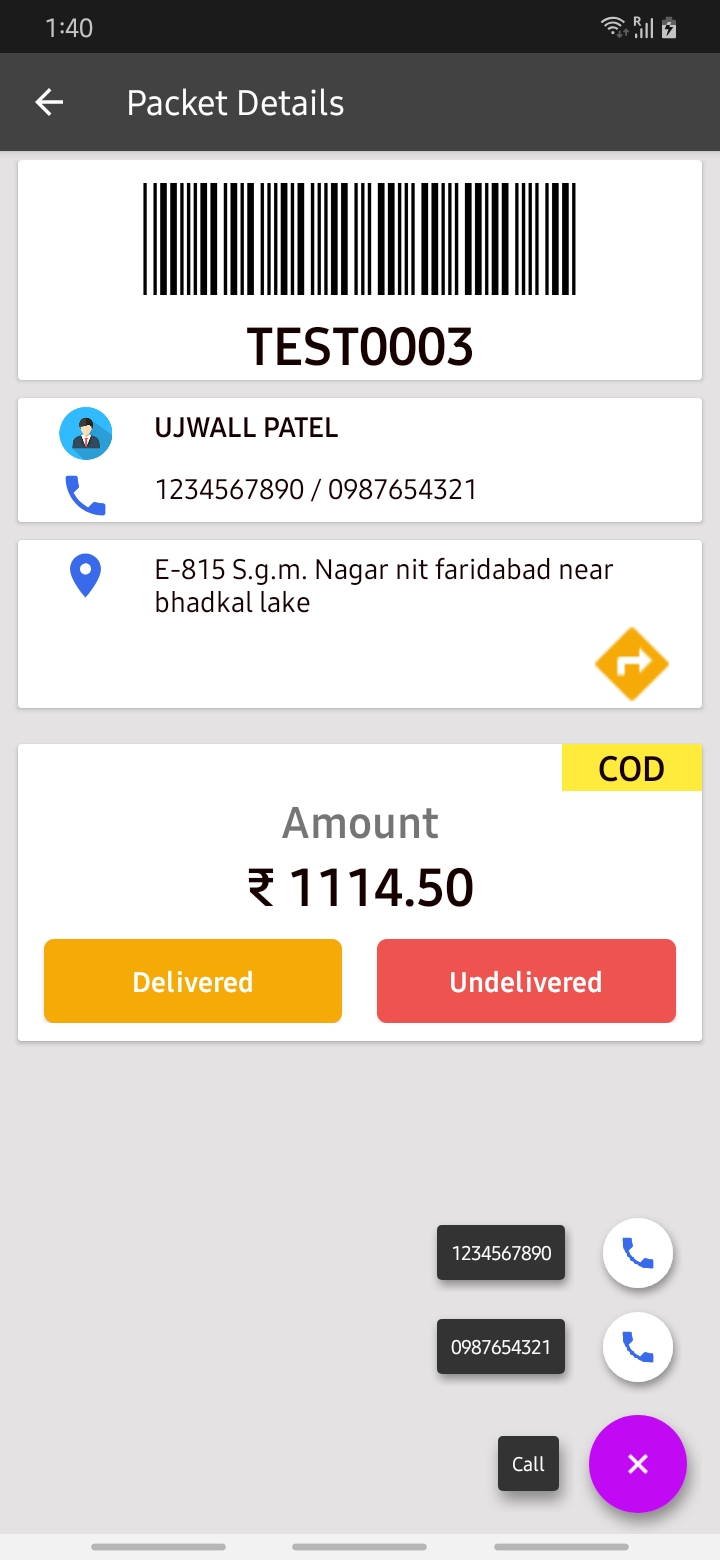 1:40
R
Packet Details
TEST0003
UJWALL PATEL
1234567890 / 0987654321
E-815 S.g.m. Nagar nit faridabad near
bhadkal lake
COD
Amount
₹ 1114.50
Delivered
Undelivered
1234567890
0987654321
Call